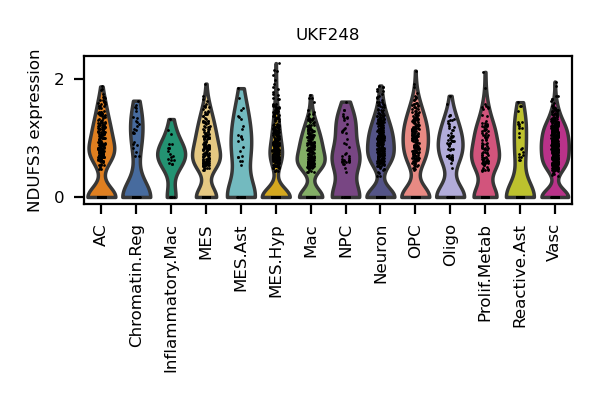 UKF248
NDUFS3 expression
2
0
AC
Chromatin.Reg
Inflammatory.Mac
MES
MES.Ast
MES.Hyp
Mac
NPC
Neuron
OPC
Oligo
Prolif.Metab
Reactive.Ast
Vasc